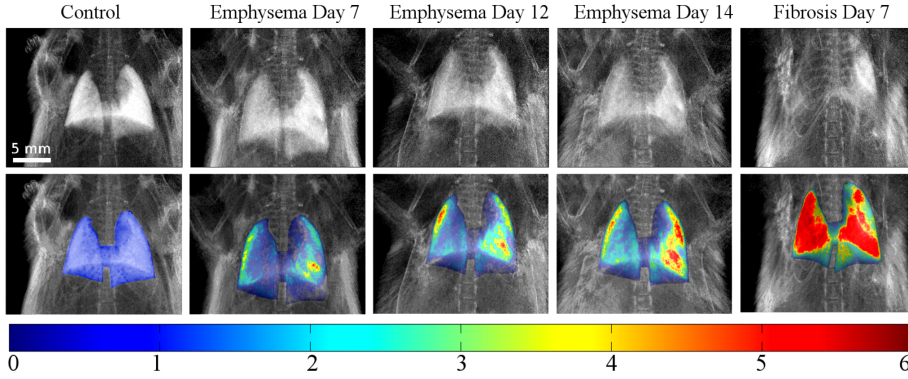 Control Emphysema Day 7 Emphysema Day 12 Emphysema Day 14 Fibrosis Day 7
5 mm
0 1 2 3 4 5 6